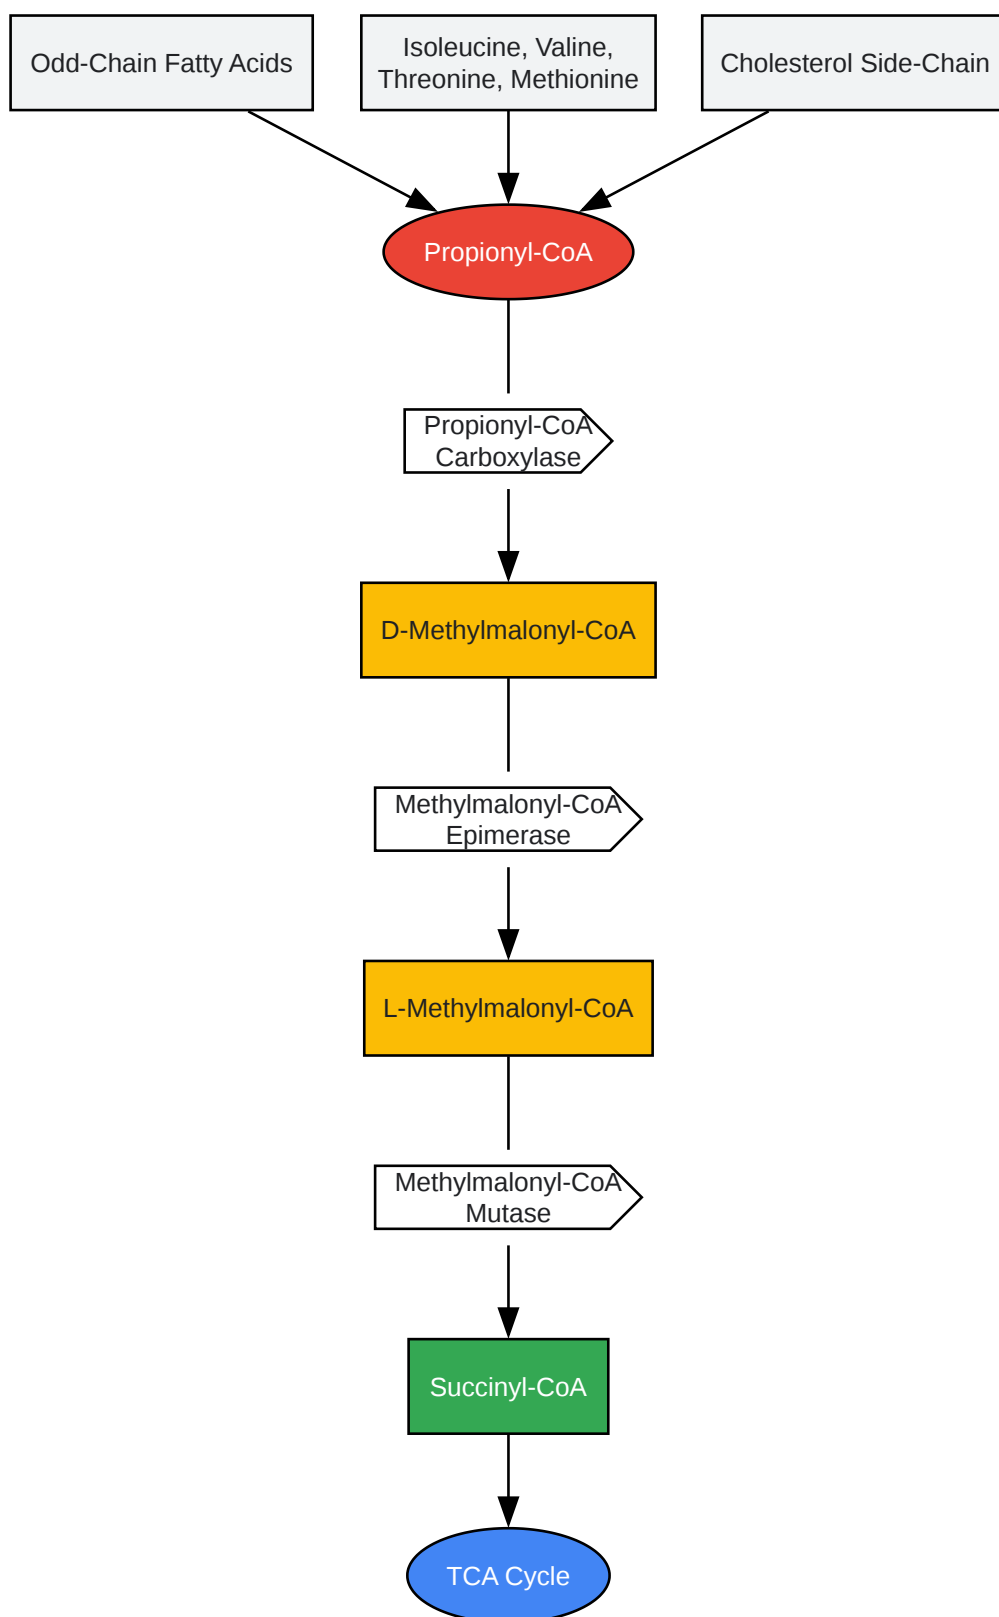 Odd-Chain Fatty Acids
Isoleucine, Valine,
Threonine, Methionine
Cholesterol Side-Chain
Propionyl-CoA
Propionyl-CoA
Carboxylase
D-Methylmalonyl-CoA
Methylmalonyl-CoA
Epimerase
L-Methylmalonyl-CoA
Methylmalonyl-CoA
Mutase
Succinyl-CoA
TCA Cycle